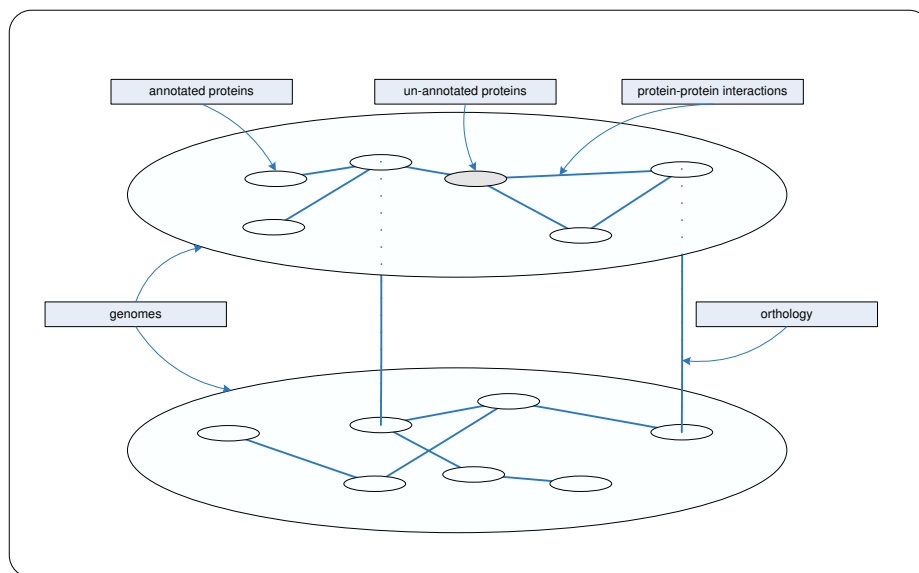 annotated proteins
un-annotated proteins
protein-protein interactions
genomes
orthology